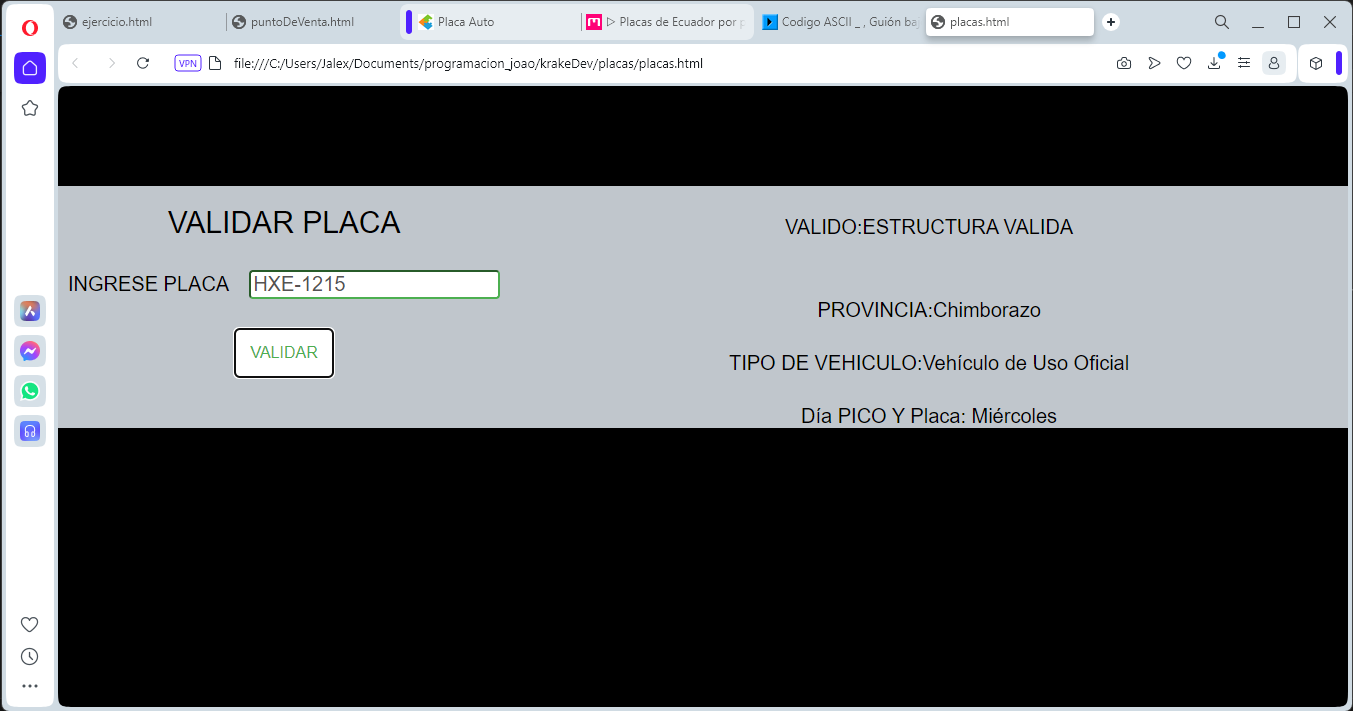 ejercicio.html
puntoDeVenta.html
Placa Auto
▷ Placas de Ecuador por p
Codigo ASCII _ , Guión baj
placas.html
VPN
file:///C:/Users/Jalex/Documents/programacion_joao/krakeDev/placas/placas.html
VALIDAR PLACA
INGRESE PLACA
HXE-1215
VALIDAR
VALIDO:ESTRUCTURA VALIDA
PROVINCIA:Chimborazo
TIPO DE VEHICULO:Vehículo de Uso Oficial
Día PICO Y Placa: Miércoles